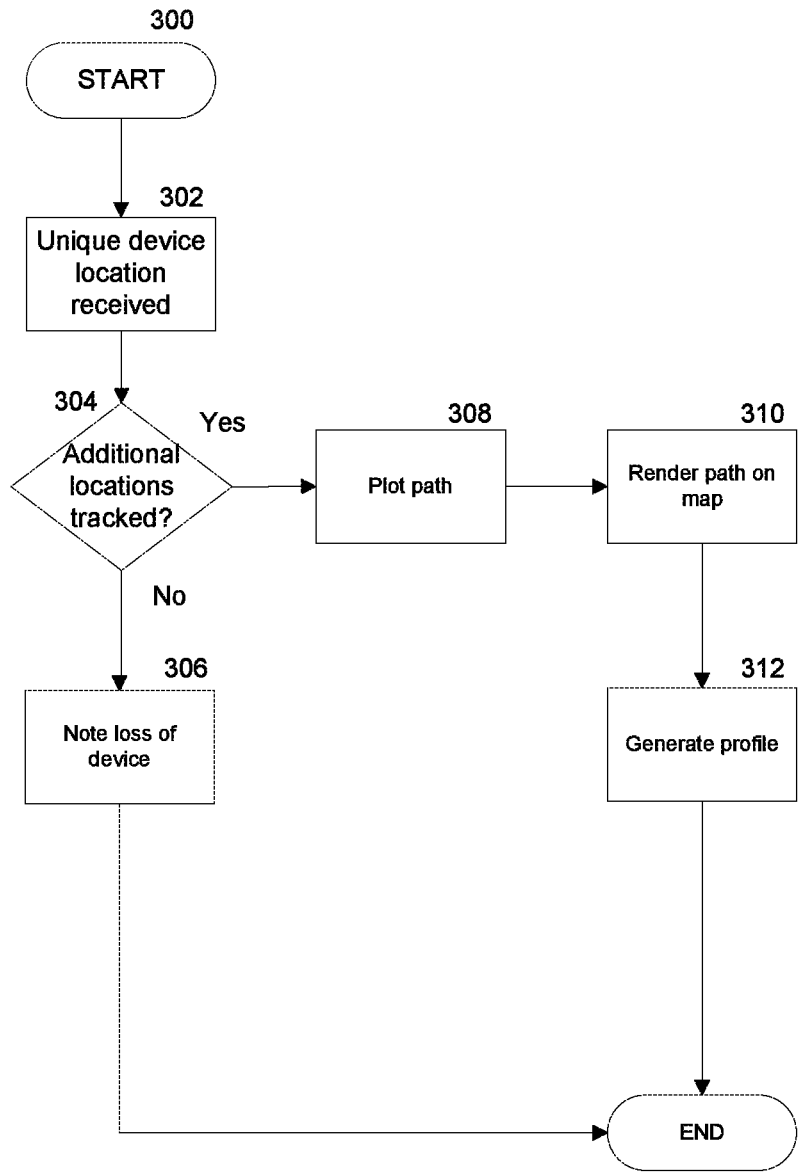 300
START
302
Unique device
location
received
304
Additional
locations
tracked?
Yes
No
306
Note loss of
device
308
Plot path
310
Render path on
map
312
Generate profile
END